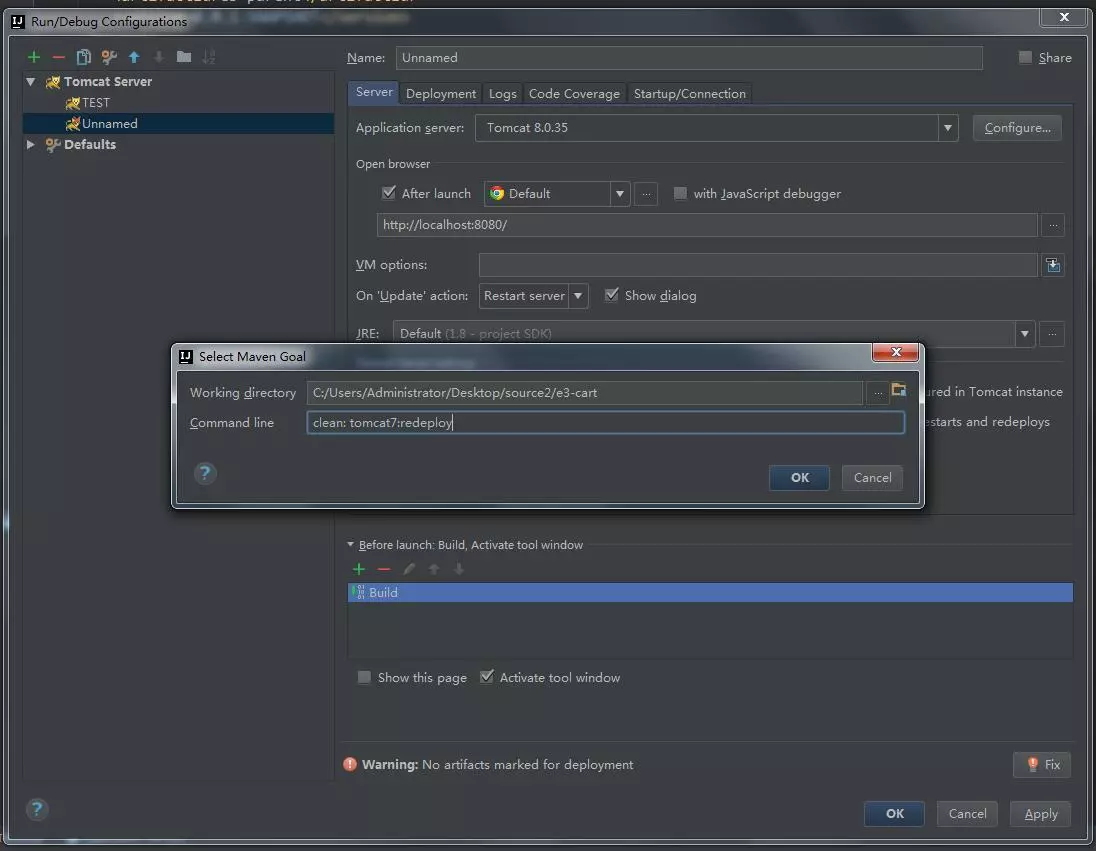 Run/Debug Configurations
Name: Unnamed
Share
Tomcat Server
TEST
Unnamed
Defaults
Server Deployment Logs Code Coverage Startup/Connection
Application server: Tomcat 8.0.35 Configure...
Open browser
After launch Default ... with JavaScript debugger
http://localhost:8080/ ...
VM options:
On 'Update' action: Restart server Show dialog
JRE: Default (1.8 - project SDK) ...
Select Maven Goal
Working directory C:/Users/Administrator/Desktop/source2/e3-cart ...
ured in Tomcat instance
Command line clean: tomcat7:redeploy
estarts and redeploys
?
OK Cancel
Before launch: Build, Activate tool window
Build
Show this page Activate tool window
Warning: No artifacts marked for deployment Fix
?
OK Cancel Apply